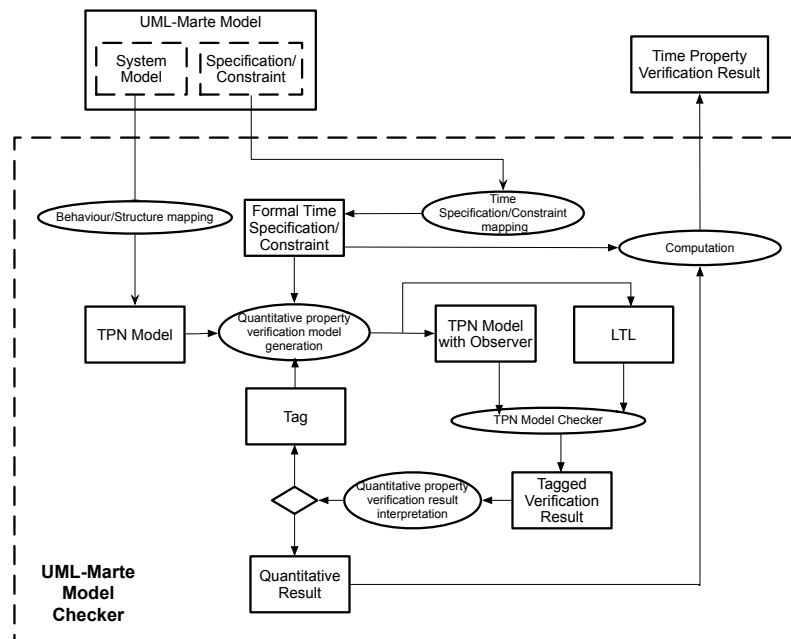 UML-Marte Model
System
Model
Specification/
Constraint
Time Property
Verification Result
Behaviour/Structure mapping
Formal Time
Specification/
Constraint
Time
Specification/Constraint
mapping
Computation
TPN Model
Quantitative property
verification model
generation
TPN Model
with Observer
LTL
Tag
TPN Model Checker
Quantitative property
verification result
interpretation
Tagged
Verification
Result
Quantitative
Result
UML-Marte
Model
Checker